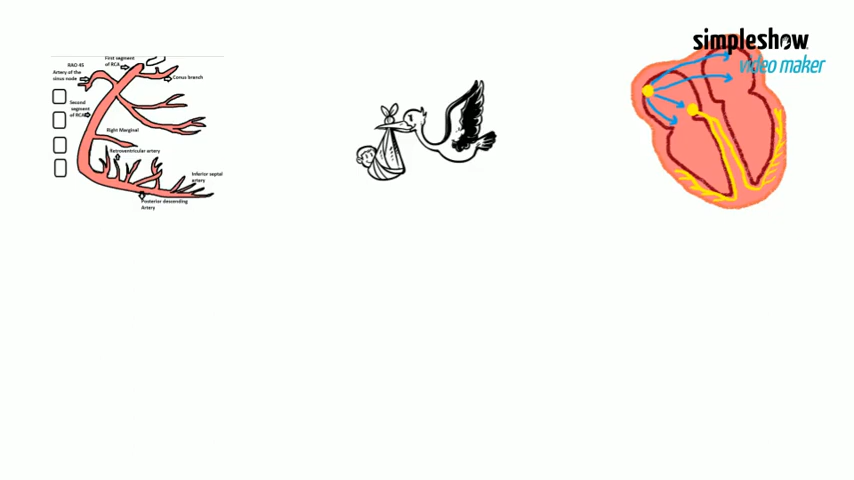 First segment
of RCA
RAO 45
Artery of the
sinus node
Conus branch
Second
segment
of RCA
Right Marginal
Retroventricular artery
Inferior septal
artery
Posterior descending
Artery
simpleshow
video maker